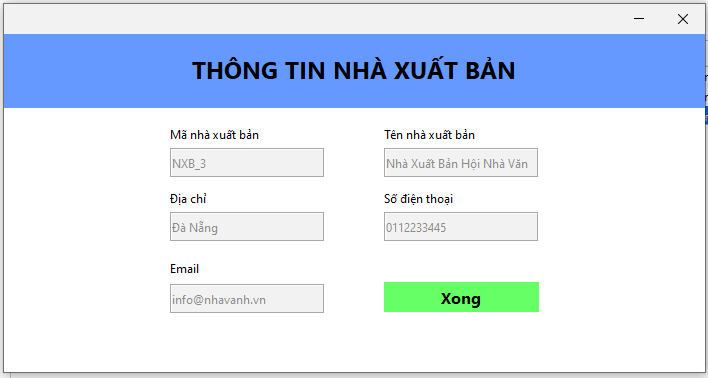 THÔNG TIN NHÀ XUẤT BẢN
Mã nhà xuất bản
Tên nhà xuất bản
NXB_3
Nhà Xuất Bản Hội Nhà Văn
Địa chỉ
Số điện thoại
Đà Nẵng
0112233445
Email
info@nhavanh.vn
Xong